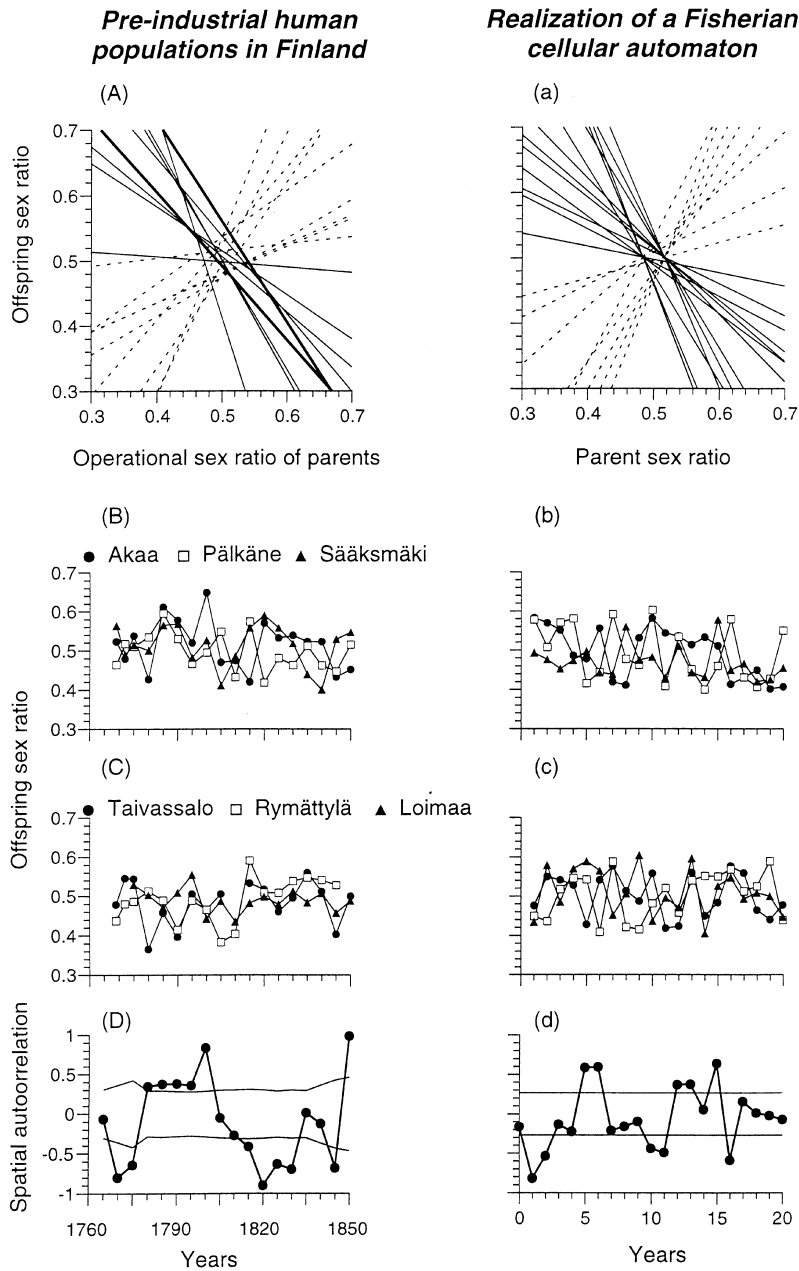 Pre-industrial human
populations in Finland
Realization of a Fisherian
cellular automaton
(A)
(a)
Offspring sex ratio
0.7
0.6
0.5
0.4
0.3
0.3 0.4 0.5 0.6 0.7
0.3 0.4 0.5 0.6 0.7
Operational sex ratio of parents
Parent sex ratio
(B)
(b)
Akaa Pälkäne Sääksmäki
Offspring sex ratio
0.7
0.6
0.5
0.4
0.3
(C)
(c)
Taivassalo Rymättylä Loimaa
0.7
0.6
0.5
0.4
0.3
(D)
(d)
Spatial autoorrelation
1
0.5
0
-0.5
-1
1760 1790 1820 1850
0 5 10 15 20
Years
Years